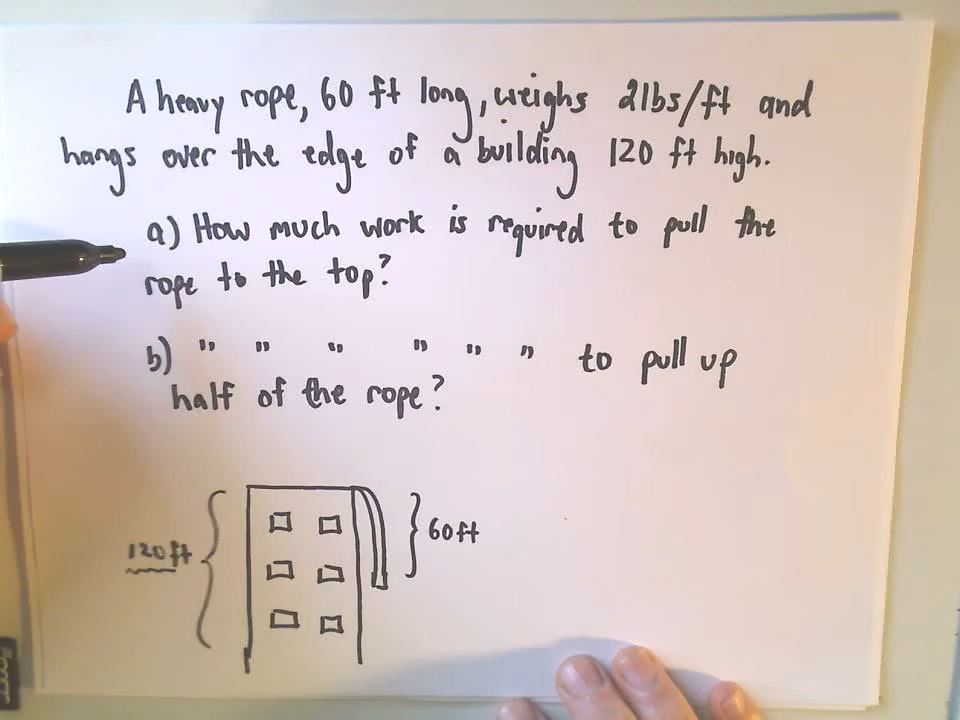 A heavy rope, 60 ft long, weighs 2lbs/ft and
hangs over the edge of a building 120 ft high.
a) How much work is required to pull the
rope to the top?
b) " " " " " " to pull up
half of the rope?
120ft
60ft